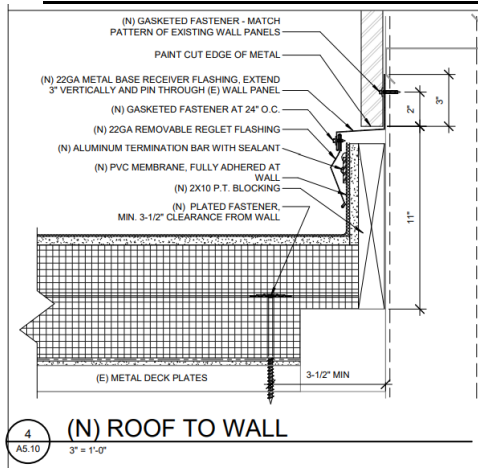 (N) GASKETED FASTENER - MATCH
PATTERN OF EXISTING WALL PANELS
PAINT CUT EDGE OF METAL
(N) 22GA METAL BASE RECEIVER FLASHING, EXTEND
3" VERTICALLY AND PIN THROUGH (E) WALL PANEL
(N) GASKETED FASTENER AT 24" O.C.
(N) 22GA REMOVABLE REGLET FLASHING
(N) ALUMINUM TERMINATION BAR WITH SEALANT
(N) PVC MEMBRANE, FULLY ADHERED AT
WALL
(N) 2X10 P.T. BLOCKING
(N) PLATED FASTENER,
MIN. 3-1/2" CLEARANCE FROM WALL
2"
3"
11"
3-1/2" MIN
(E) METAL DECK PLATES
4
A5.10
(N) ROOF TO WALL
3" = 1'-0"